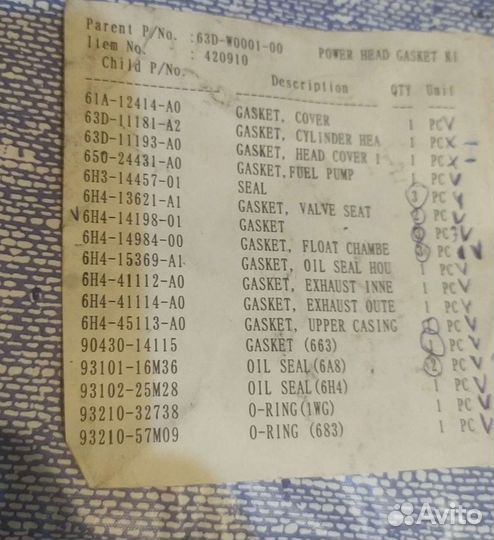 Parent P/No. :63D-W0001-00 POWER HEAD GASKET KI
Item No. : 420910
Child P/No. Description QTY Unit
61A-12414-A0 GASKET, COVER 1 PC
63D-11181-A2 GASKET, CYLINDER HEA 1 PC
63D-11193-A0 GASKET, HEAD COVER 1 1 PC
650-24431-A0 GASKET,FUEL PUMP 1 PC
6H3-14457-01 SEAL 3 PC
6H4-13621-A1 GASKET, VALVE SEAT PC
6H4-14198-01 GASKET PC
6H4-14984-00 GASKET, FLOAT CHAMBE PC
6H4-15369-A1 GASKET, OIL SEAL HOU 1 PC
6H4-41112-A0 GASKET, EXHAUST INNE 1 PC
6H4-41114-A0 GASKET, EXHAUST OUTE 1 PC
6H4-45113-A0 GASKET, UPPER CASING PC
90430-14115 GASKET (663) 1 PC
93101-16M36 OIL SEAL(6A8) 2 PC
93102-25M28 OIL SEAL(6H4) 1 PC
93210-32738 O-RING(1WG) 1 PC
93210-57M09 O-RING (683) 1 PC
Avito